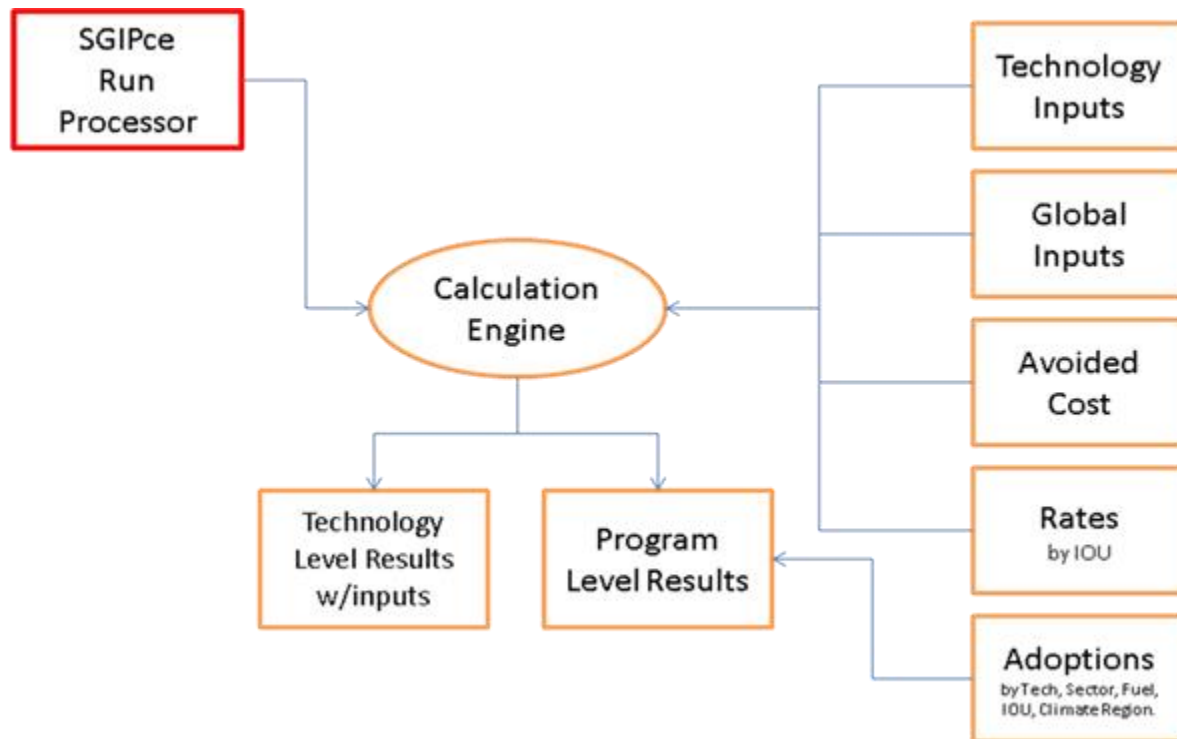 SGIPce
Run
Processor
Technology
Inputs
Global
Inputs
Calculation
Engine
Avoided
Cost
Rates
by IOU
Technology
Level Results
w/inputs
Program
Level Results
Adoptions
by Tech, Sector, Fuel,
IOU, Climate Region.